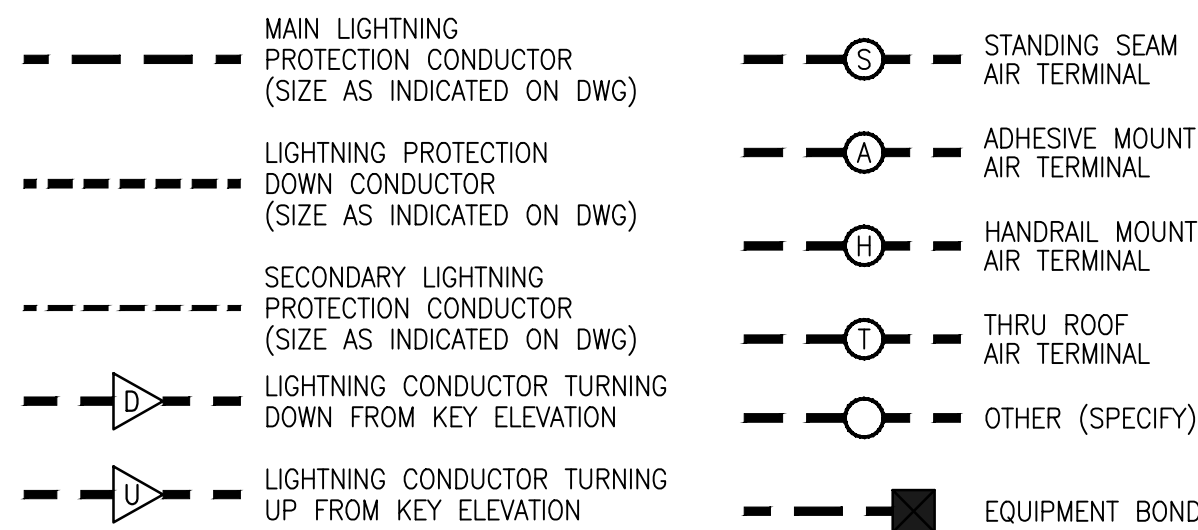 MAIN LIGHTNING
PROTECTION CONDUCTOR
(SIZE AS INDICATED ON DWG)
LIGHTNING PROTECTION
DOWN CONDUCTOR
(SIZE AS INDICATED ON DWG)
SECONDARY LIGHTNING
PROTECTION CONDUCTOR
(SIZE AS INDICATED ON DWG)
D
LIGHTNING CONDUCTOR TURNING
DOWN FROM KEY ELEVATION
U
LIGHTNING CONDUCTOR TURNING
UP FROM KEY ELEVATION
S
STANDING SEAM
AIR TERMINAL
A
ADHESIVE MOUNT
AIR TERMINAL
H
HANDRAIL MOUNT
AIR TERMINAL
T
THRU ROOF
AIR TERMINAL
OTHER (SPECIFY)
EQUIPMENT BOND